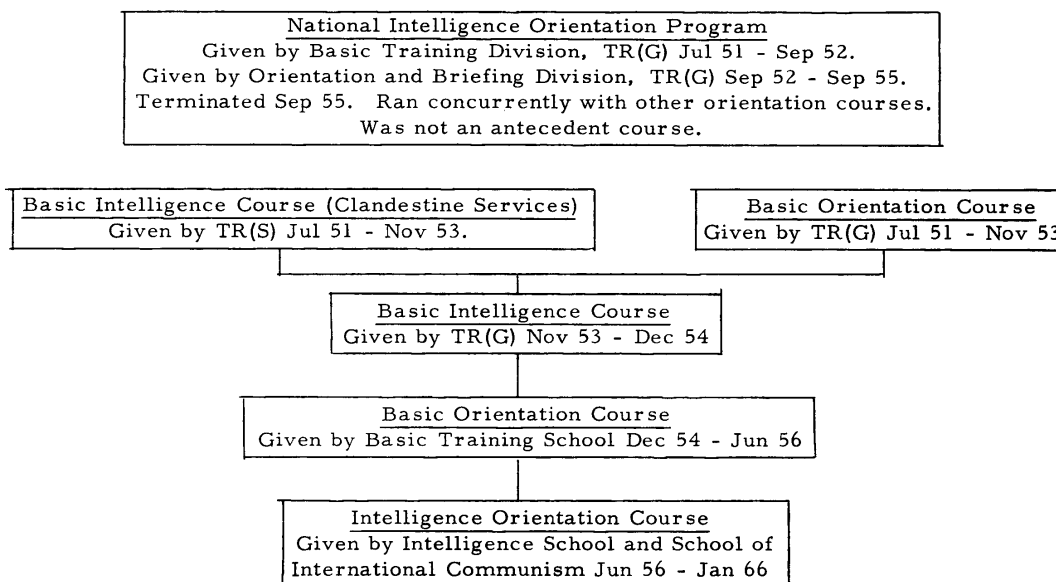 National Intelligence Orientation Program
Given by Basic Training Division, TR(G) Jul 51 - Sep 52.
Given by Orientation and Briefing Division, TR(G) Sep 52 - Sep 55.
Terminated Sep 55. Ran concurrently with other orientation courses.
Was not an antecedent course.
Basic Intelligence Course (Clandestine Services)
Given by TR(S) Jul 51 - Nov 53.
Basic Orientation Course
Given by TR(G) Jul 51 - Nov 53
Basic Intelligence Course
Given by TR(G) Nov 53 - Dec 54
Basic Orientation Course
Given by Basic Training School Dec 54 - Jun 56
Intelligence Orientation Course
Given by Intelligence School and School of
International Communism Jun 56 - Jan 66